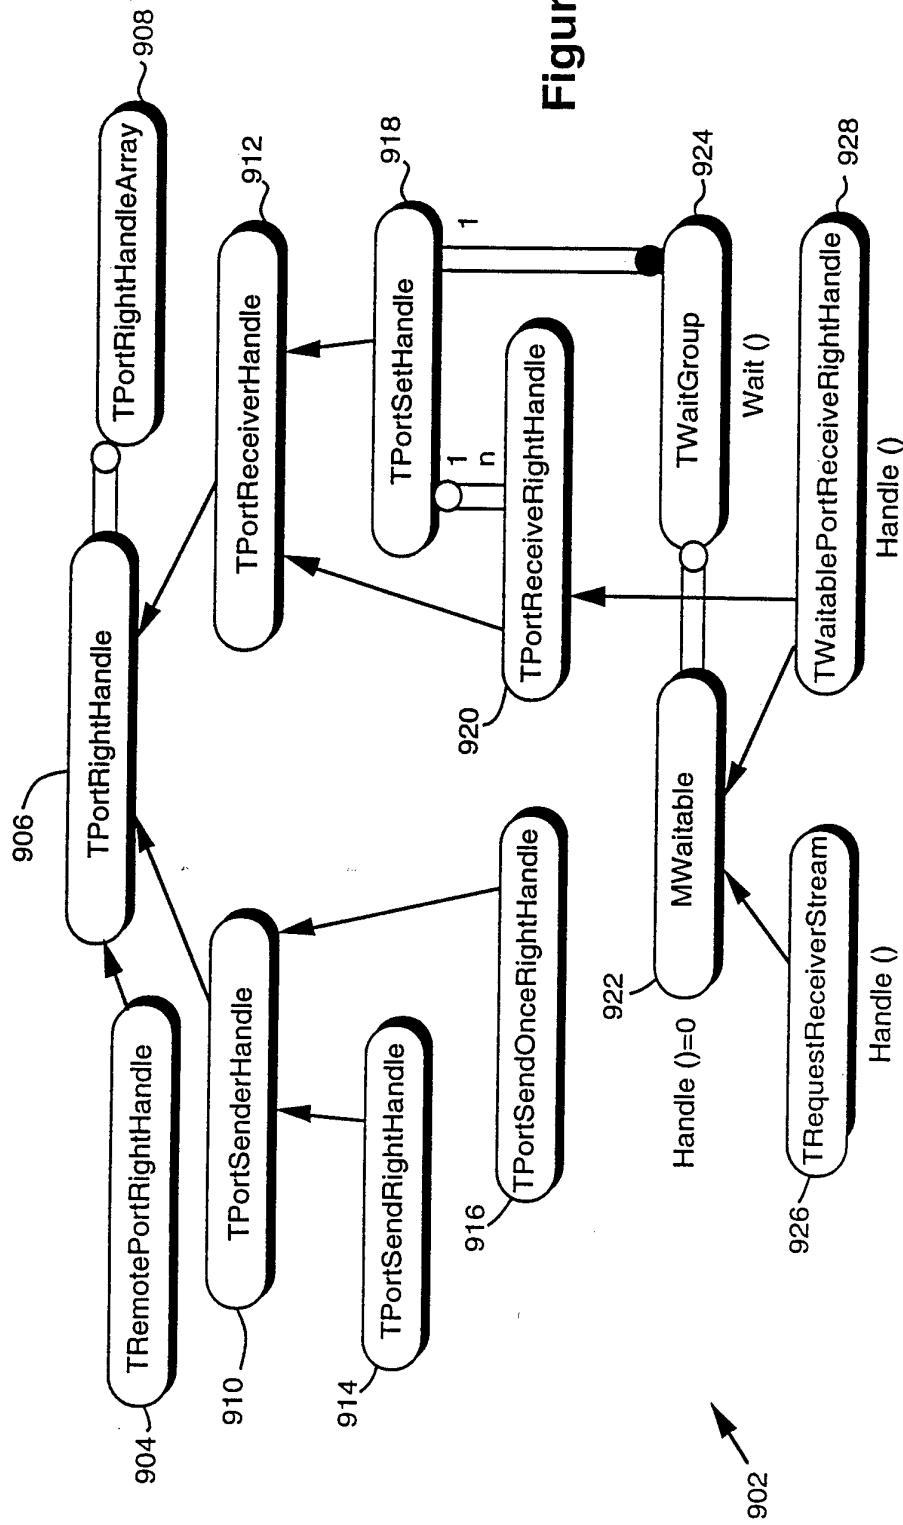 906
908
TRemotePortRightHandle
TPortRightHandle
TPortRightHandleArray
904
910
912
TPortSenderHandle
TPortReceiverHandle
914
918
TPortSendRightHandle
TPortSetHandle
1
1
n
916
920
TPortSendOnceRightHandle
TPortReceiveRightHandle
922
924
Handle ()=0
MWaitable
TWaitGroup
Wait ()
926
928
TRequestReceiverStream
TWaitablePortReceiveRightHandle
Handle ()
Handle ()
902